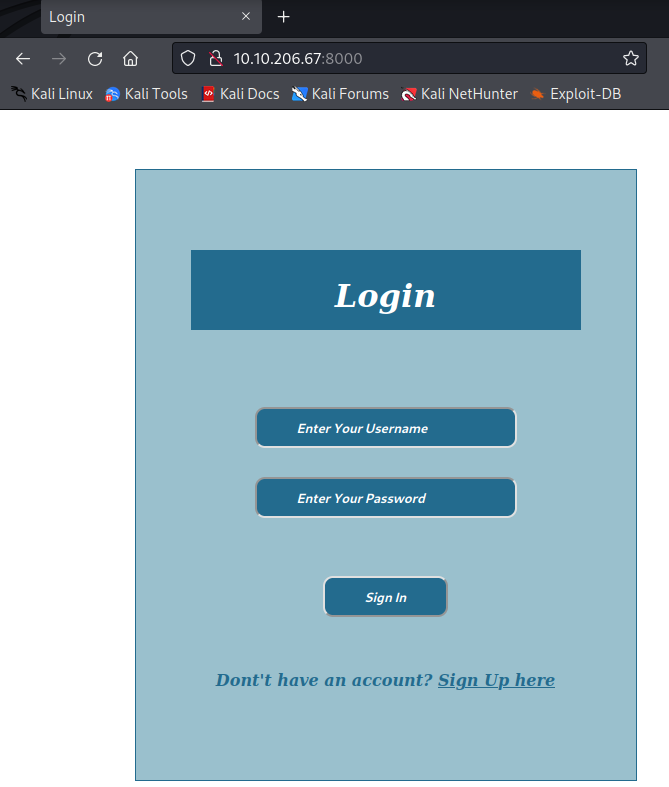 Login
10.10.206.67:8000
Kali Linux Kali Tools Kali Docs Kali Forums Kali NetHunter Exploit-DB
Login
Enter Your Username
Enter Your Password
Sign In
Dont't have an account? Sign Up here